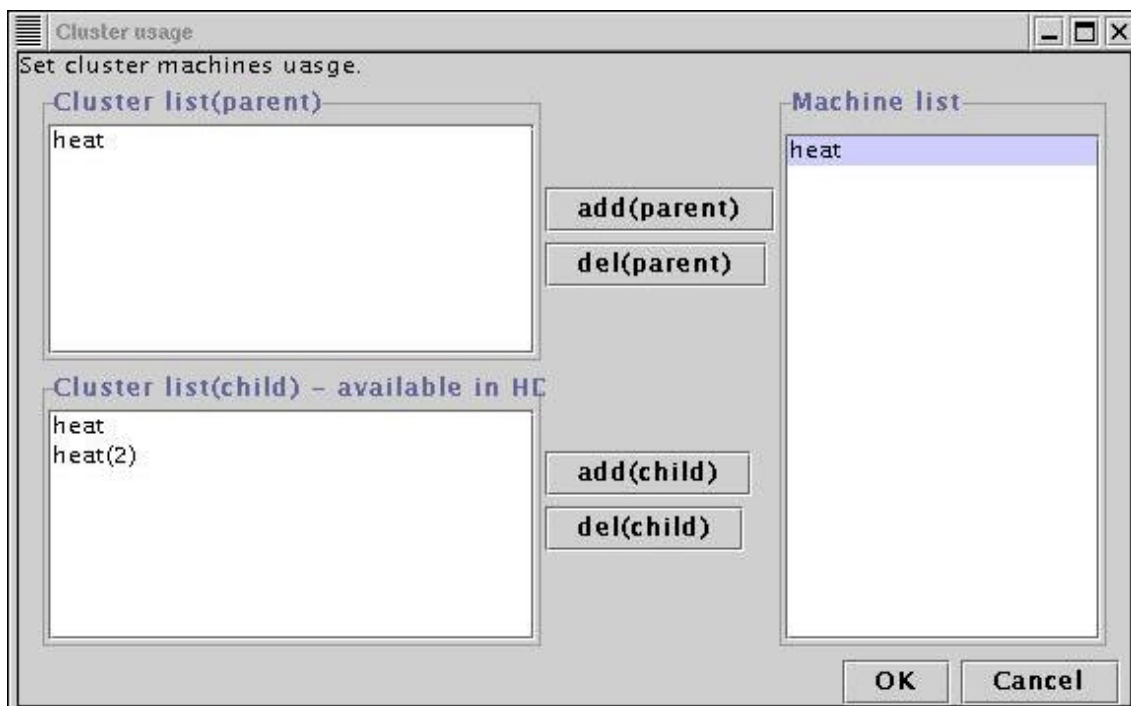 Cluster usage
Set cluster machines uasge.
Cluster list(parent)
heat
add(parent)
del(parent)
Cluster list(child) – available in HD
heat
heat(2)
add(child)
del(child)
Machine list
heat
OK
Cancel